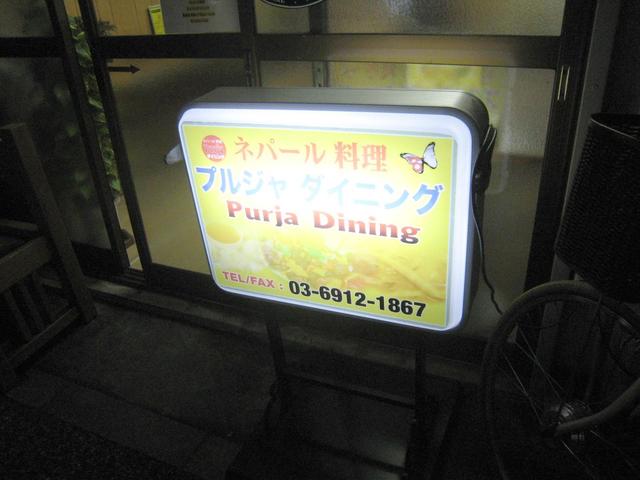 ネパール 料理
プルジャ ダイニング
Purja Dining
TEL/FAX : 03-6912-1867